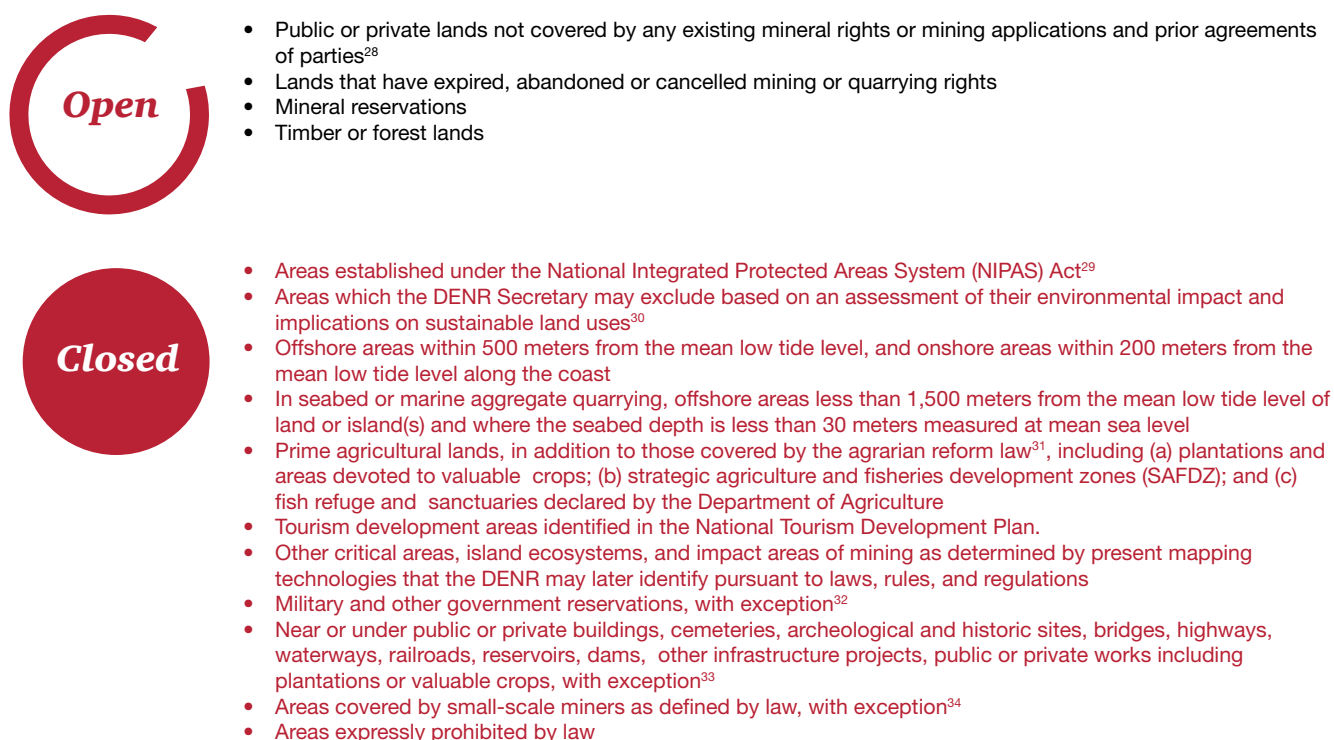 Open
• Public or private lands not covered by any existing mineral rights or mining applications and prior agreements
of parties28
• Lands that have expired, abandoned or cancelled mining or quarrying rights
• Mineral reservations
• Timber or forest lands
Closed
• Areas established under the National Integrated Protected Areas System (NIPAS) Act29
• Areas which the DENR Secretary may exclude based on an assessment of their environmental impact and
implications on sustainable land uses30
• Offshore areas within 500 meters from the mean low tide level, and onshore areas within 200 meters from the
mean low tide level along the coast
• In seabed or marine aggregate quarrying, offshore areas less than 1,500 meters from the mean low tide level of
land or island(s) and where the seabed depth is less than 30 meters measured at mean sea level
• Prime agricultural lands, in addition to those covered by the agrarian reform law31, including (a) plantations and
areas devoted to valuable crops; (b) strategic agriculture and fisheries development zones (SAFDZ); and (c)
fish refuge and sanctuaries declared by the Department of Agriculture
• Tourism development areas identified in the National Tourism Development Plan.
• Other critical areas, island ecosystems, and impact areas of mining as determined by present mapping
technologies that the DENR may later identify pursuant to laws, rules, and regulations
• Military and other government reservations, with exception32
• Near or under public or private buildings, cemeteries, archeological and historic sites, bridges, highways,
waterways, railroads, reservoirs, dams, other infrastructure projects, public or private works including
plantations or valuable crops, with exception33
• Areas covered by small-scale miners as defined by law, with exception34
• Areas expressly prohibited by law